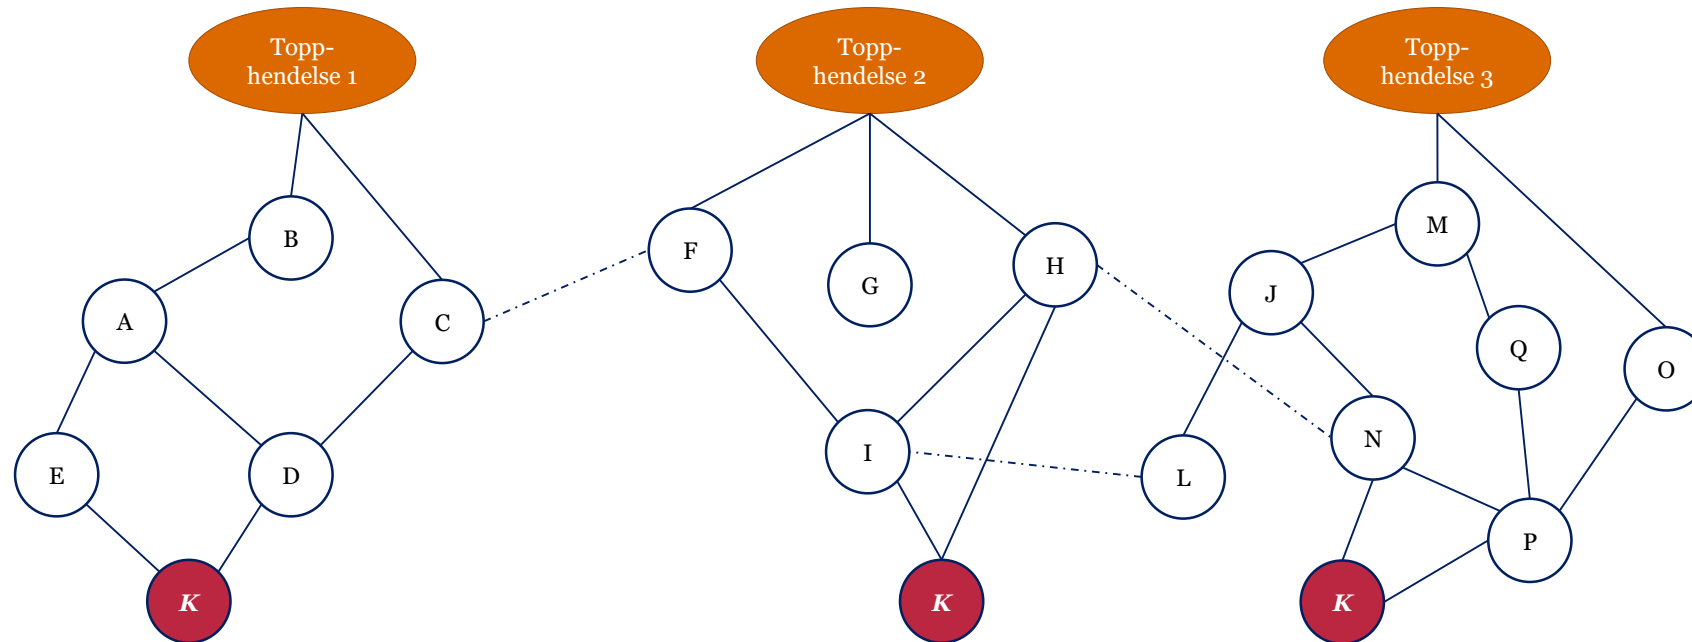 Topp-
hendelse 1
Topp-
hendelse 2
Topp-
hendelse 3
B
A
C
E
D
K
F
G
H
I
K
M
J
Q
O
N
L
P
K